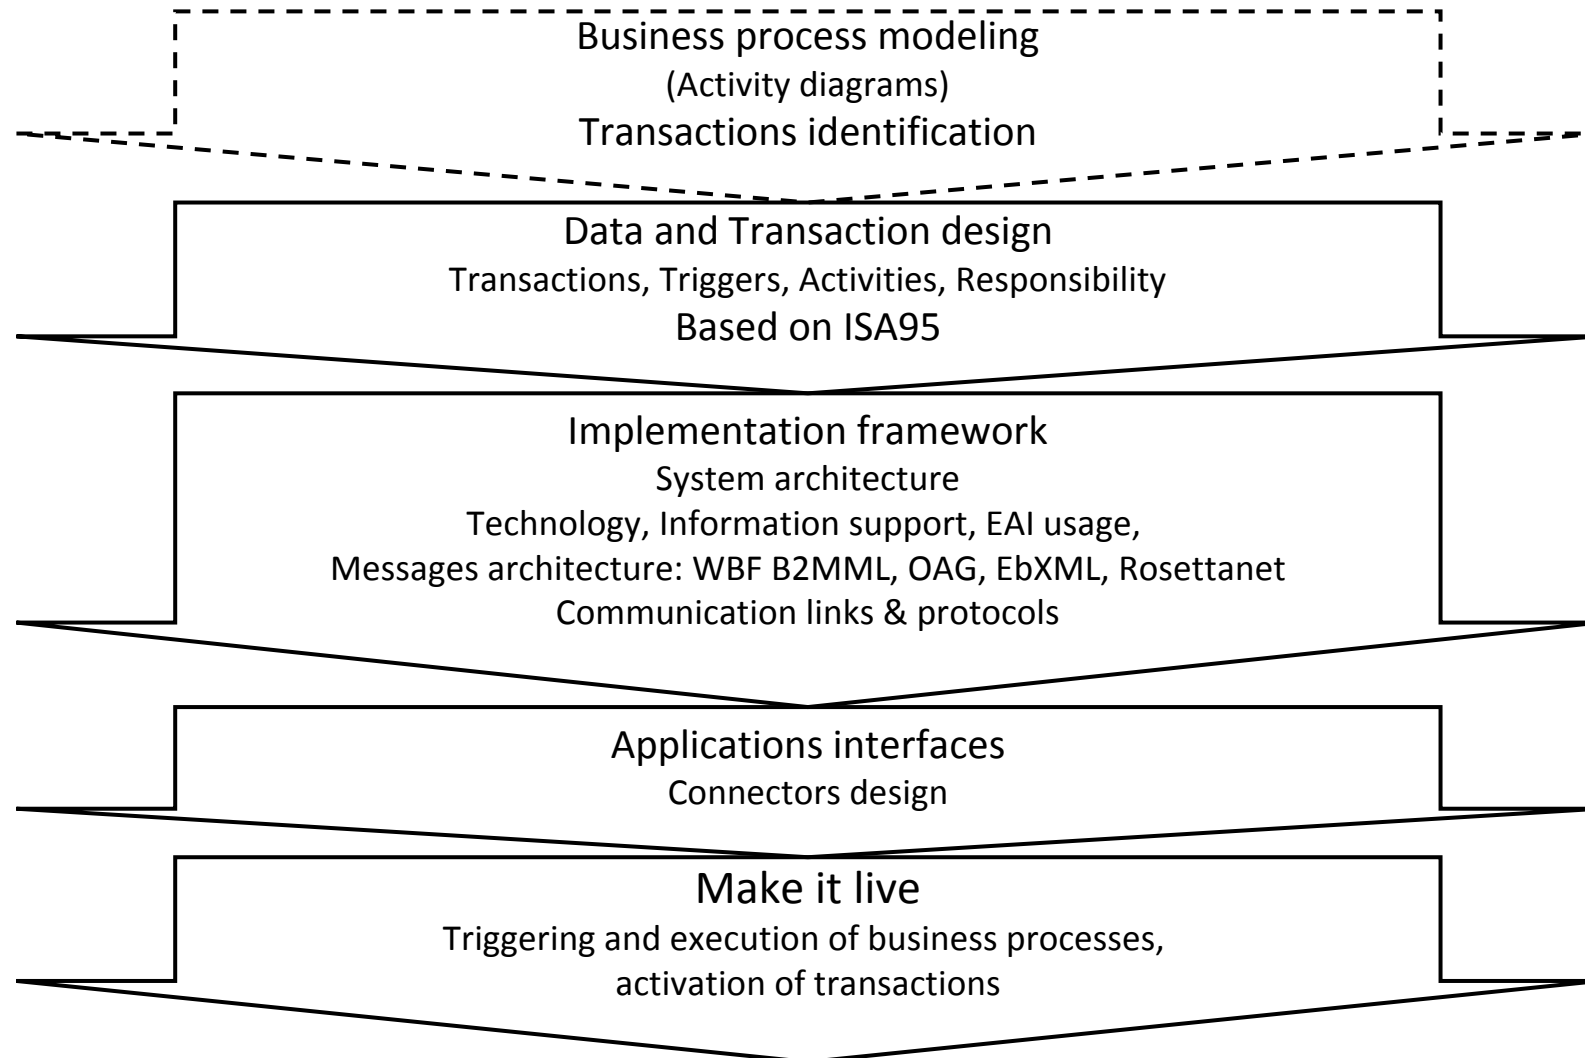 Business process modeling
(Activity diagrams)
Transactions identification
Data and Transaction design
Transactions, Triggers, Activities, Responsibility
Based on ISA95
Implementation framework
System architecture
Technology, Information support, EAI usage,
Messages architecture: WBF B2MML, OAG, EbXML, Rosettanet
Communication links & protocols
Applications interfaces
Connectors design
Make it live
Triggering and execution of business processes,
activation of transactions